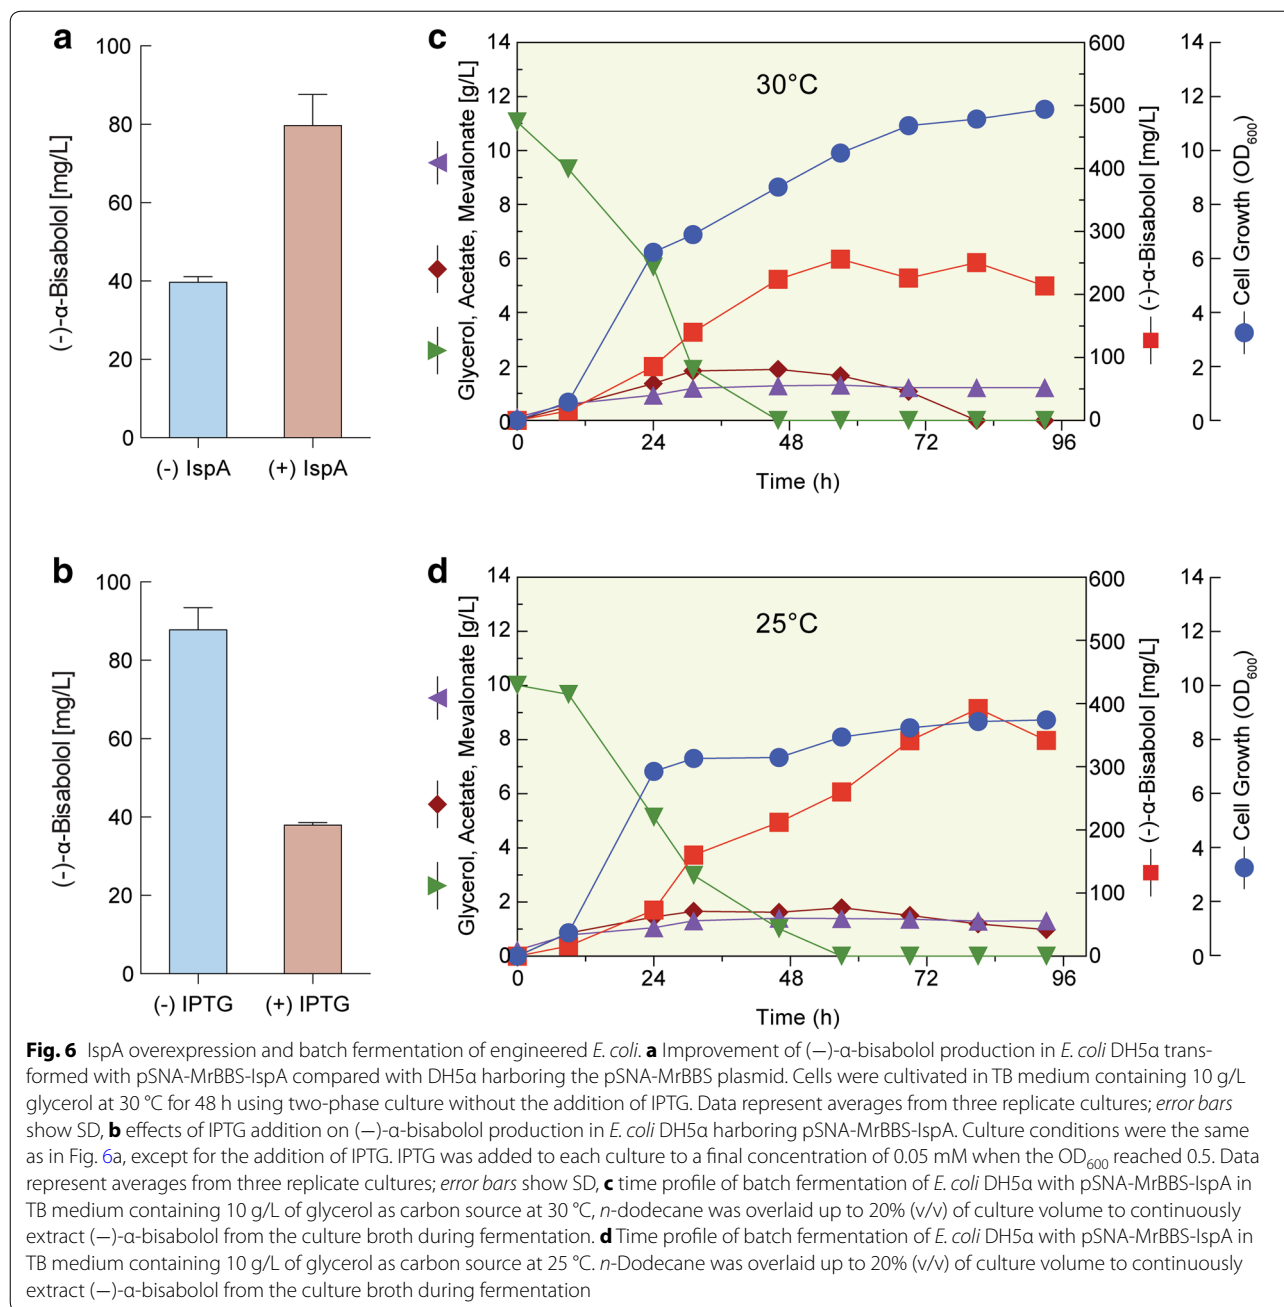 a
100
80
60
40
20
0
(-)-α-Bisabolol [mg/L]
(-) IspA
(+) IspA
c
14
12
10
8
6
4
2
0
Glycerol, Acetate, Mevalonate [g/L]
30°C
600
500
400
300
200
100
0
(-)-α-Bisabolol [mg/L]
14
12
10
8
6
4
2
0
Cell Growth (OD600)
0
24
48
72
96
Time (h)
b
100
80
60
40
20
0
(-)-α-Bisabolol [mg/L]
(-) IPTG
(+) IPTG
d
14
12
10
8
6
4
2
0
Glycerol, Acetate, Mevalonate [g/L]
25°C
600
500
400
300
200
100
0
(-)-α-Bisabolol [mg/L]
14
12
10
8
6
4
2
0
Cell Growth (OD600)
0
24
48
72
96
Time (h)
Fig. 6 IspA overexpression and batch fermentation of engineered E. coli. a Improvement of (−)-α-bisabolol production in E. coli DH5α trans-
formed with pSNA-MrBBS-IspA compared with DH5α harboring the pSNA-MrBBS plasmid. Cells were cultivated in TB medium containing 10 g/L
glycerol at 30 °C for 48 h using two-phase culture without the addition of IPTG. Data represent averages from three replicate cultures; error bars
show SD, b effects of IPTG addition on (−)-α-bisabolol production in E. coli DH5α harboring pSNA-MrBBS-IspA. Culture conditions were the same
as in Fig. 6a, except for the addition of IPTG. IPTG was added to each culture to a final concentration of 0.05 mM when the OD600 reached 0.5. Data
represent averages from three replicate cultures; error bars show SD, c time profile of batch fermentation of E. coli DH5α with pSNA-MrBBS-IspA in
TB medium containing 10 g/L of glycerol as carbon source at 30 °C, n-dodecane was overlaid up to 20% (v/v) of culture volume to continuously
extract (−)-α-bisabolol from the culture broth during fermentation. d Time profile of batch fermentation of E. coli DH5α with pSNA-MrBBS-IspA in
TB medium containing 10 g/L of glycerol as carbon source at 25 °C. n-Dodecane was overlaid up to 20% (v/v) of culture volume to continuously
extract (−)-α-bisabolol from the culture broth during fermentation